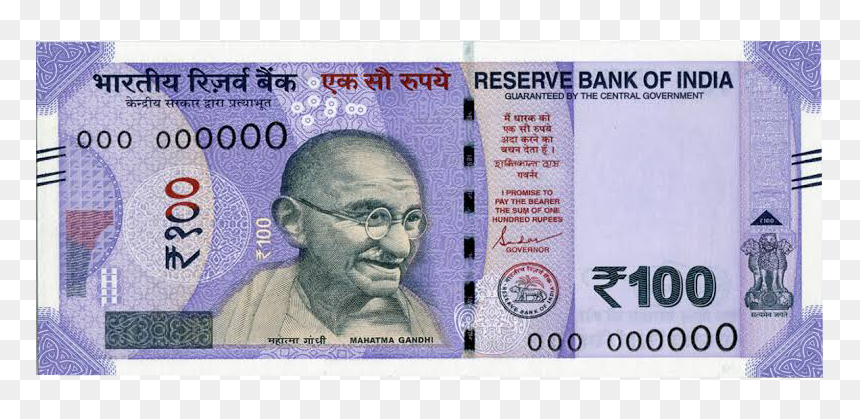 भारतीय रिज़र्व बैंक एक सौ रुपये RESERVE BANK OF INDIA
केन्द्रीय सरकार द्वारा प्रत्याभूत GUARANTEED BY THE CENTRAL GOVERNMENT
000 000000
मैं धारक को
एक सौ रुपये
अदा करने का
वचन देता हूँ ।
शक्तिकान्त दास
गवर्नर
I PROMISE TO
PAY THE BEARER
THE SUM OF ONE
HUNDRED RUPEES
GOVERNOR
₹१००
₹100
₹100
भारतीय रिज़र्व बैंक
RESERVE BANK OF INDIA
₹100
सत्यमेव जयते
महात्मा गांधी MAHATMA GANDHI
000 000000